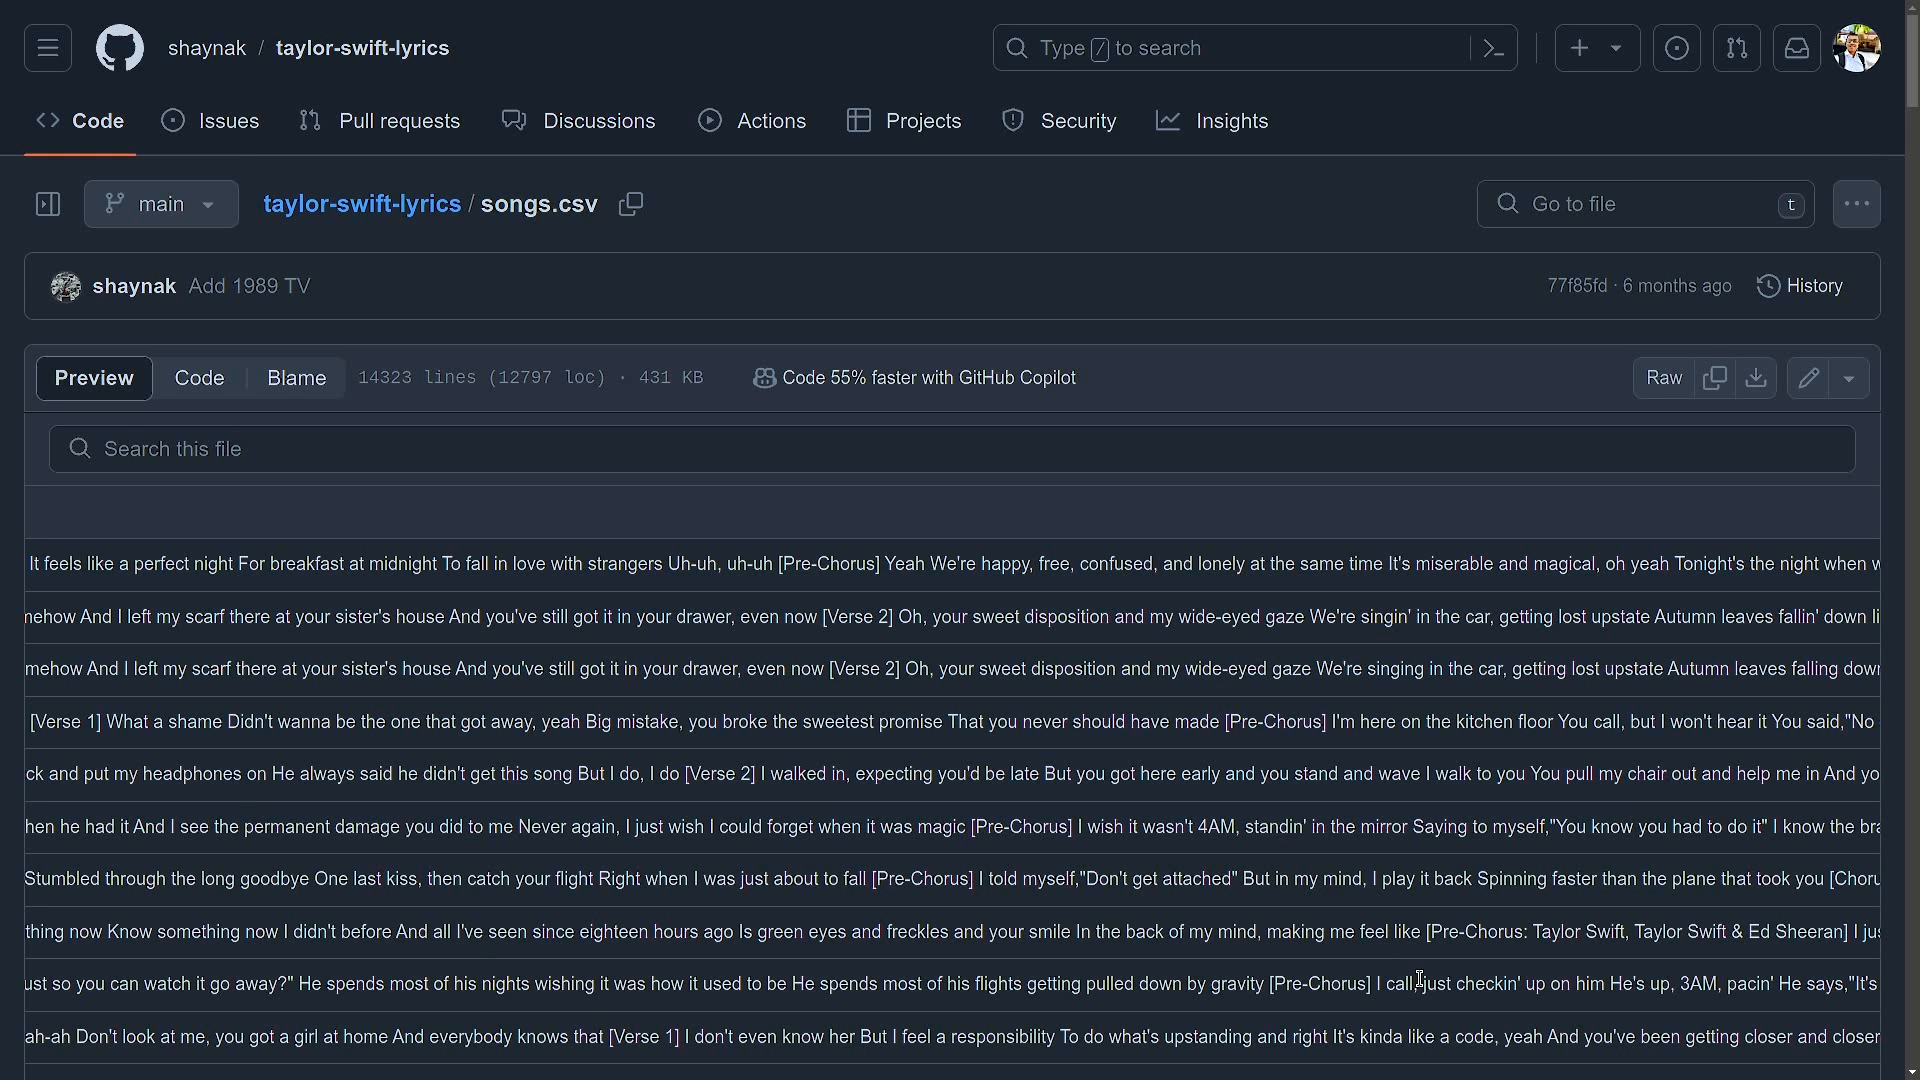 shaynak / taylor-swift-lyrics
Type / to search
Code Issues Pull requests Discussions Actions Projects Security Insights
main taylor-swift-lyrics / songs.csv
Go to file t
shaynak Add 1989 TV 77f85fd · 6 months ago History
Preview Code Blame 14323 lines (12797 loc) · 431 KB Code 55% faster with GitHub Copilot Raw
Search this file
It feels like a perfect night For breakfast at midnight To fall in love with strangers Uh-uh, uh-uh [Pre-Chorus] Yeah We're happy, free, confused, and lonely at the same time It's miserable and magical, oh yeah Tonight's the night when w
mehow And I left my scarf there at your sister's house And you've still got it in your drawer, even now [Verse 2] Oh, your sweet disposition and my wide-eyed gaze We're singin' in the car, getting lost upstate Autumn leaves fallin' down li
mehow And I left my scarf there at your sister's house And you've still got it in your drawer, even now [Verse 2] Oh, your sweet disposition and my wide-eyed gaze We're singing in the car, getting lost upstate Autumn leaves falling down
[Verse 1] What a shame Didn't wanna be the one that got away, yeah Big mistake, you broke the sweetest promise That you never should have made [Pre-Chorus] I'm here on the kitchen floor You call, but I won't hear it You said,"No
ck and put my headphones on He always said he didn't get this song But I do, I do [Verse 2] I walked in, expecting you'd be late But you got here early and you stand and wave I walk to you You pull my chair out and help me in And yo
hen he had it And I see the permanent damage you did to me Never again, I just wish I could forget when it was magic [Pre-Chorus] I wish it wasn't 4AM, standin' in the mirror Saying to myself,"You know you had to do it" I know the bra
Stumbled through the long goodbye One last kiss, then catch your flight Right when I was just about to fall [Pre-Chorus] I told myself,"Don't get attached" But in my mind, I play it back Spinning faster than the plane that took you [Choru
thing now Know something now I didn't before And all I've seen since eighteen hours ago Is green eyes and freckles and your smile In the back of my mind, making me feel like [Pre-Chorus: Taylor Swift, Taylor Swift & Ed Sheeran] I jus
ust so you can watch it go away?" He spends most of his nights wishing it was how it used to be He spends most of his flights getting pulled down by gravity [Pre-Chorus] I call, just checkin' up on him He's up, 3AM, pacin' He says,"It's
ah-ah Don't look at me, you got a girl at home And everybody knows that [Verse 1] I don't even know her But I feel a responsibility To do what's upstanding and right It's kinda like a code, yeah And you've been getting closer and closer